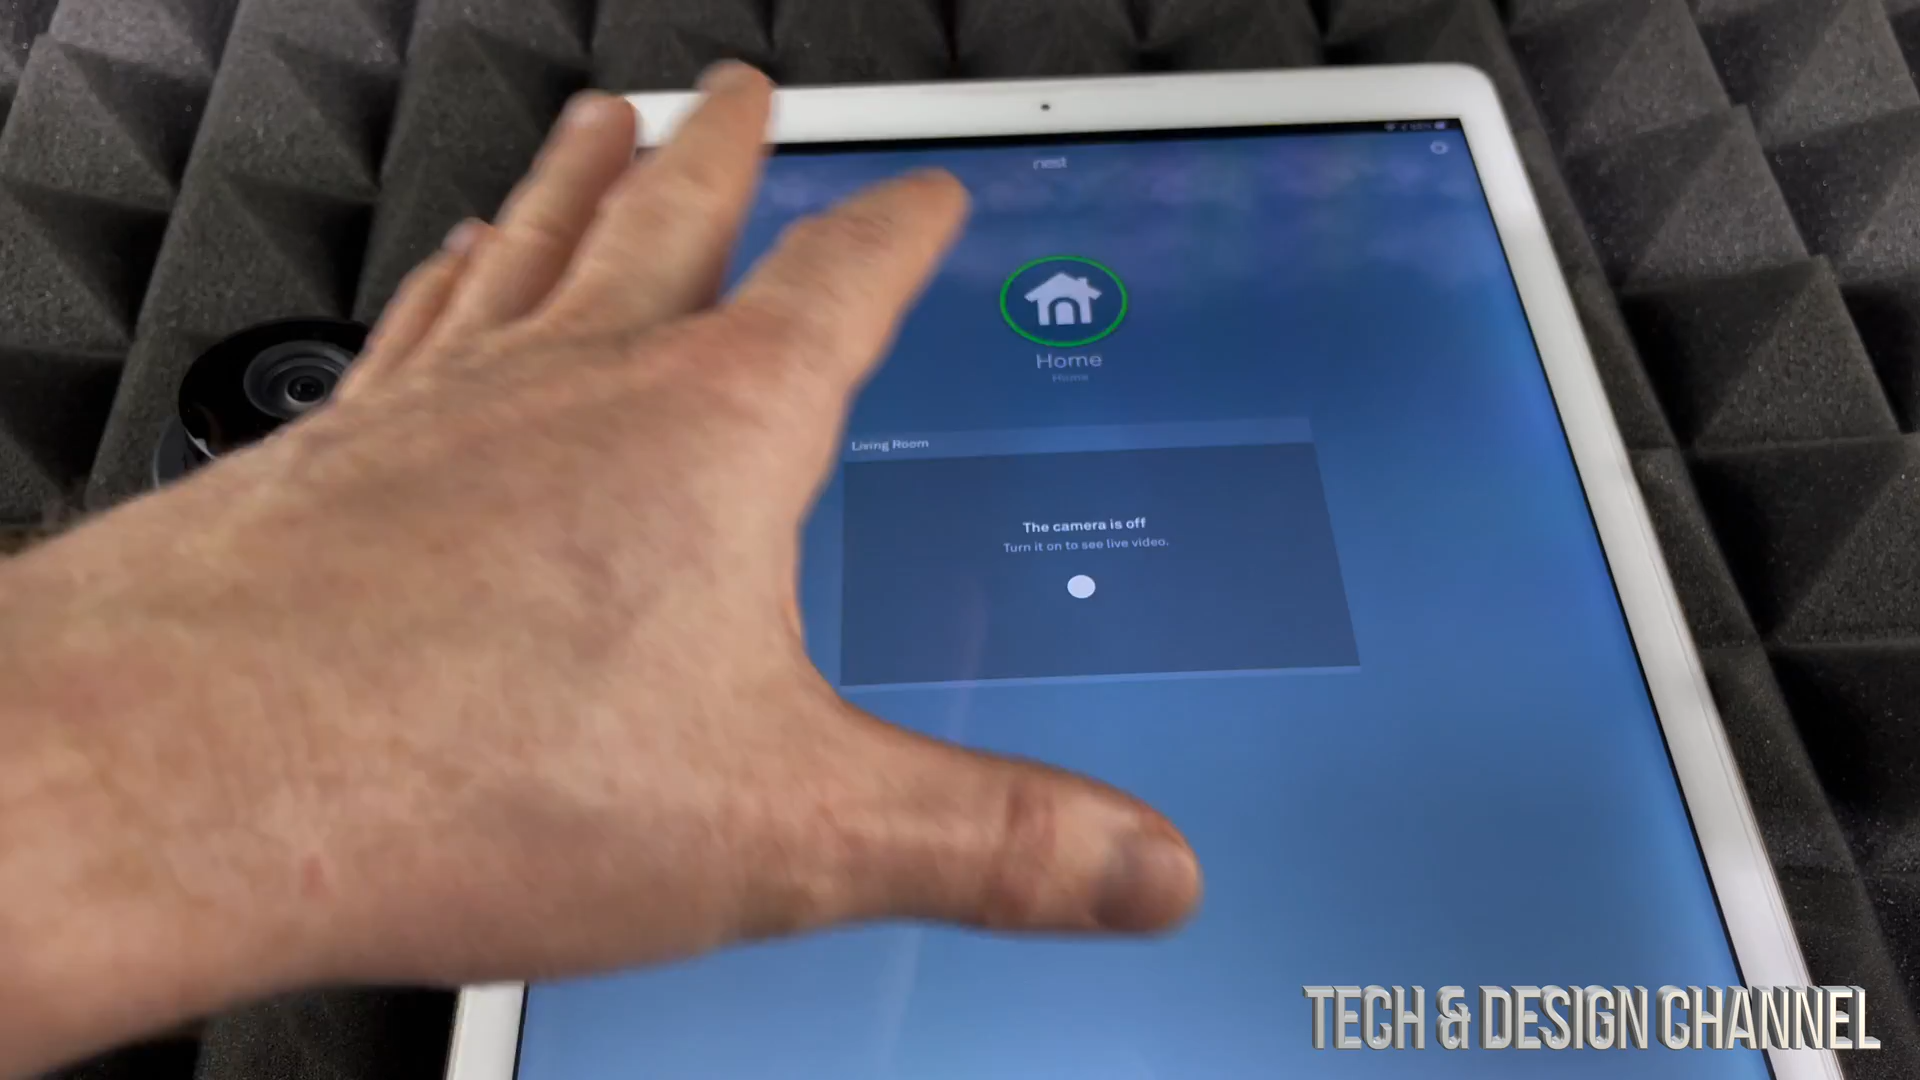 nest
Home
Home
Living Room
The camera is off
Turn it on to see live video.
TECH & DESIGN CHANNEL